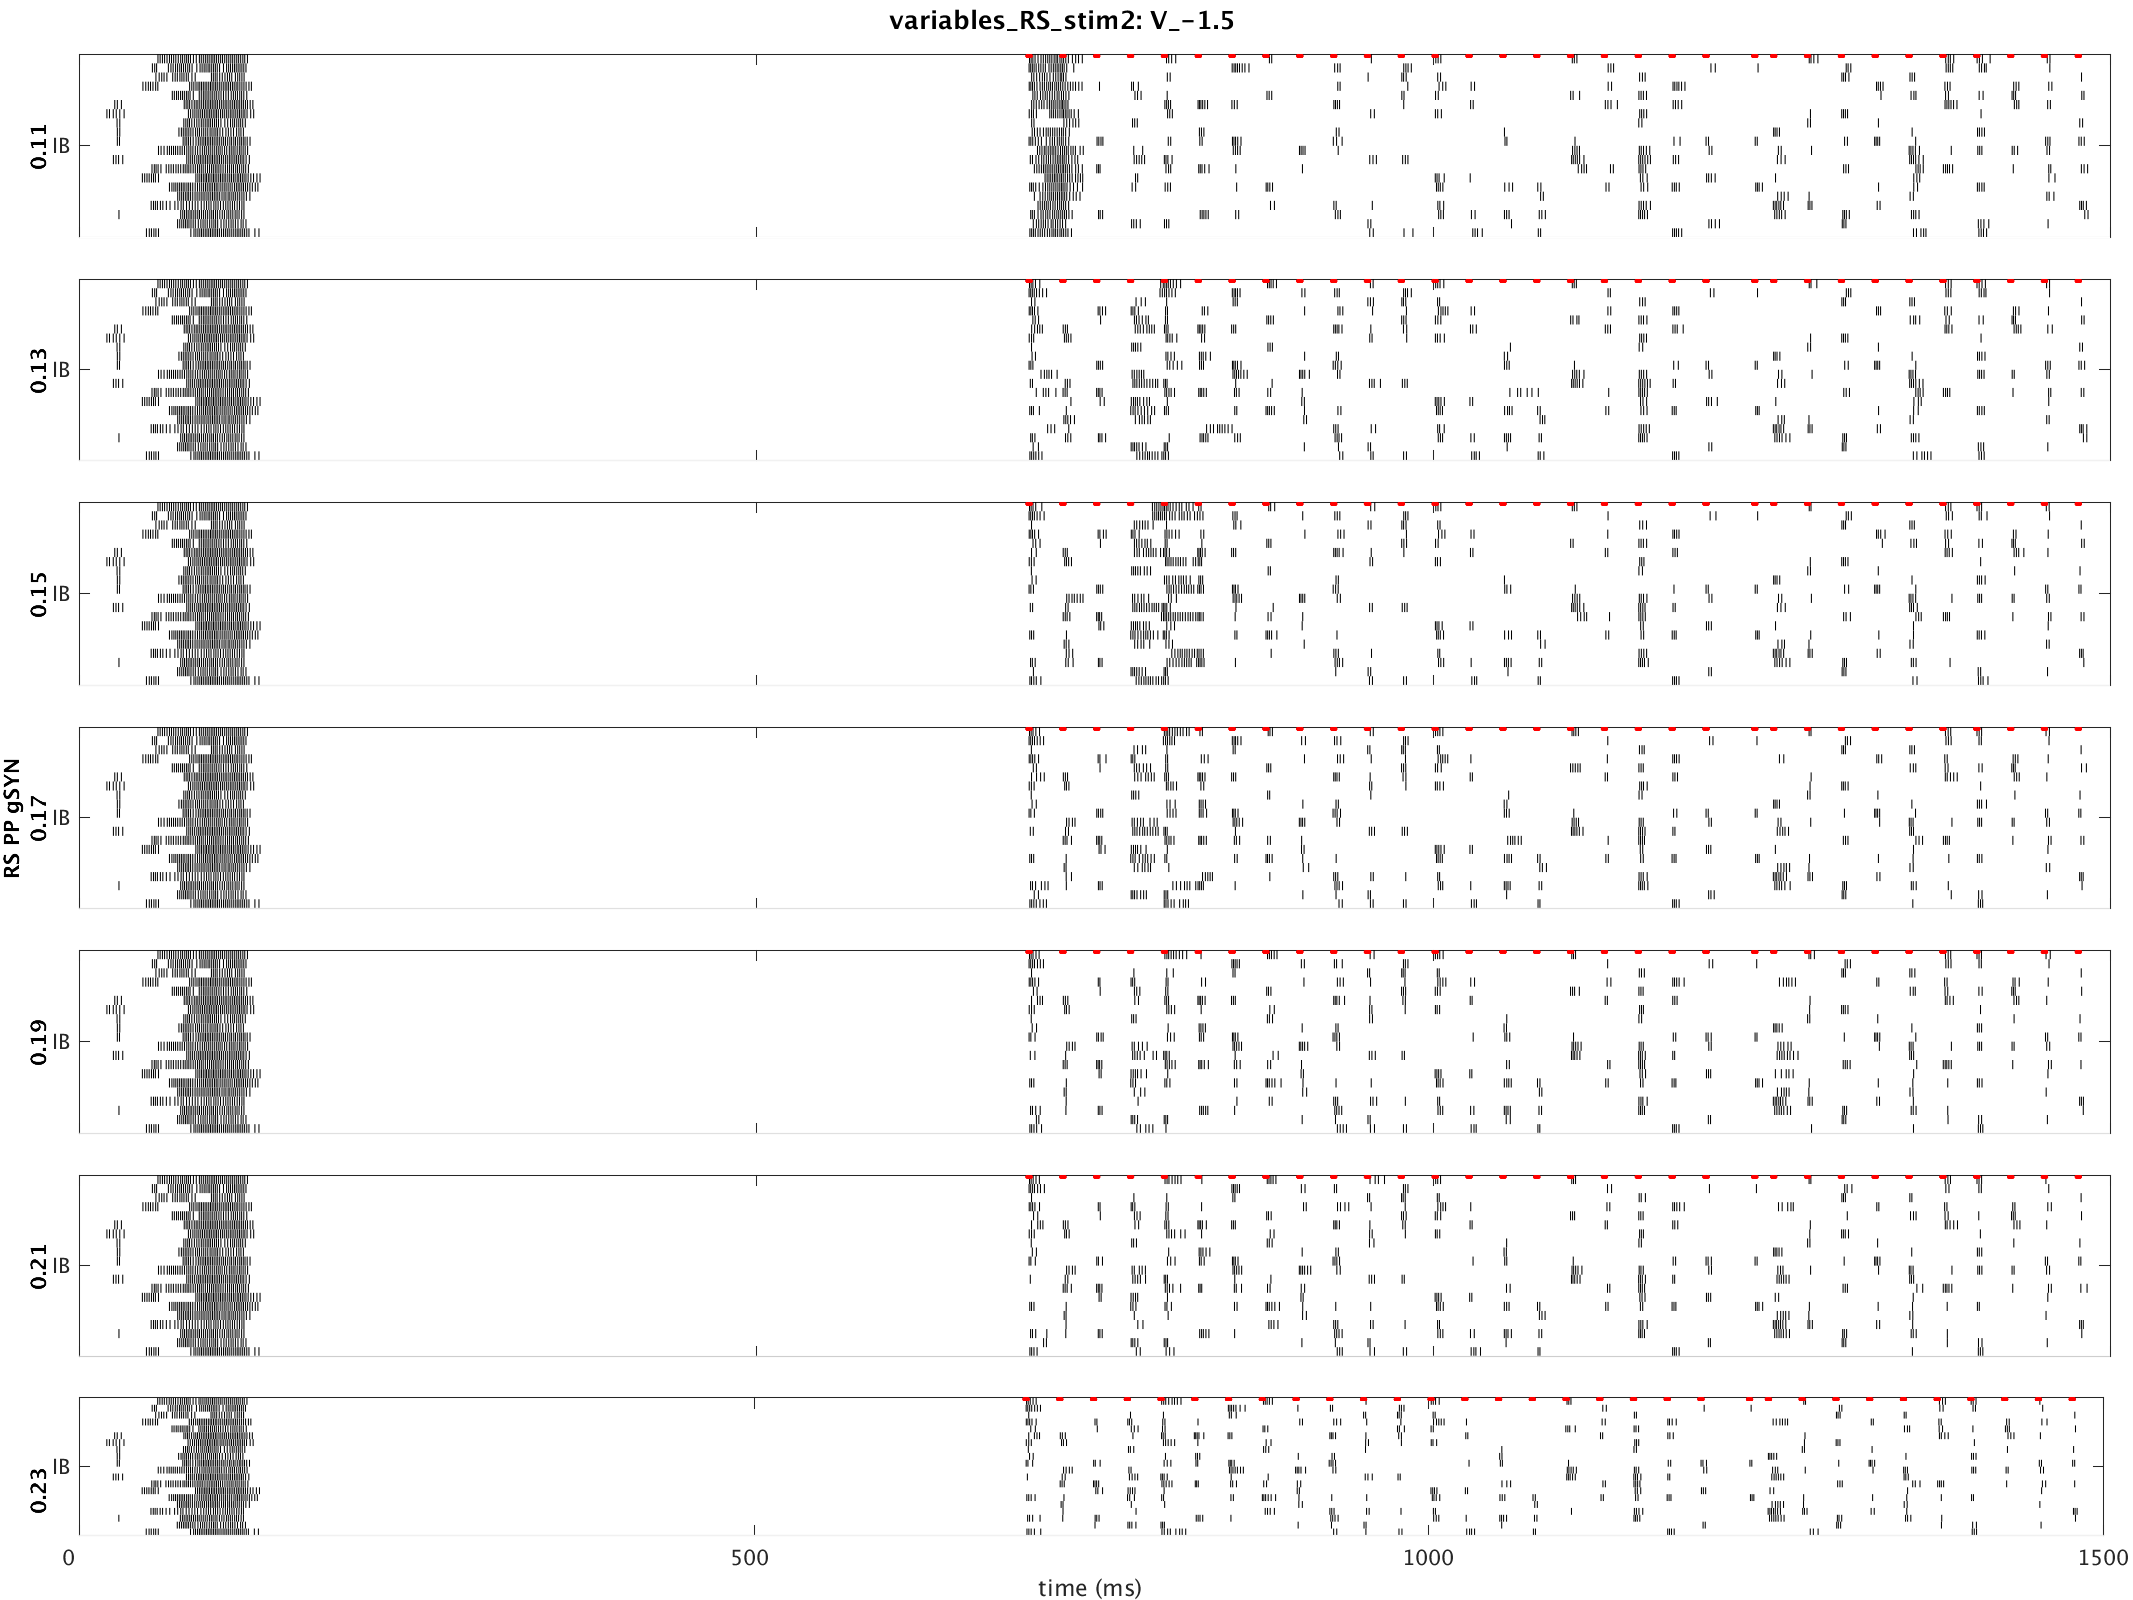 variables_RS_stim2: V_−1.5
RS PP gSYN
0.11
IB
0.13
IB
0.15
IB
0.17
IB
0.19
IB
0.21
IB
0.23
IB
0 500 1000 1500
time (ms)